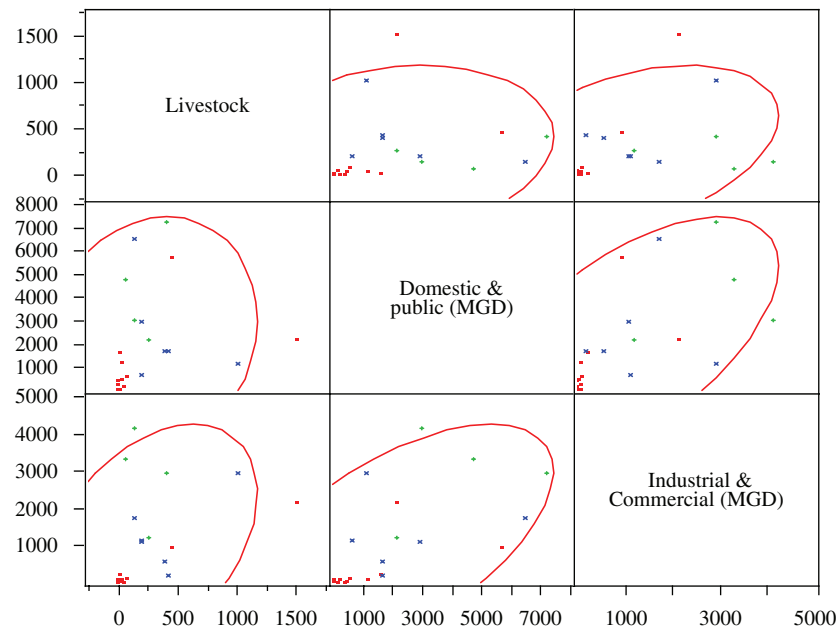 1500
1000
500
0
Livestock
8000
7000
6000
5000
4000
3000
2000
1000
Domestic &
public (MGD)
5000
4000
3000
2000
1000
Industrial &
Commercial (MGD)
0 500 1000 1500 1000 3000 5000 7000 1000 3000 5000